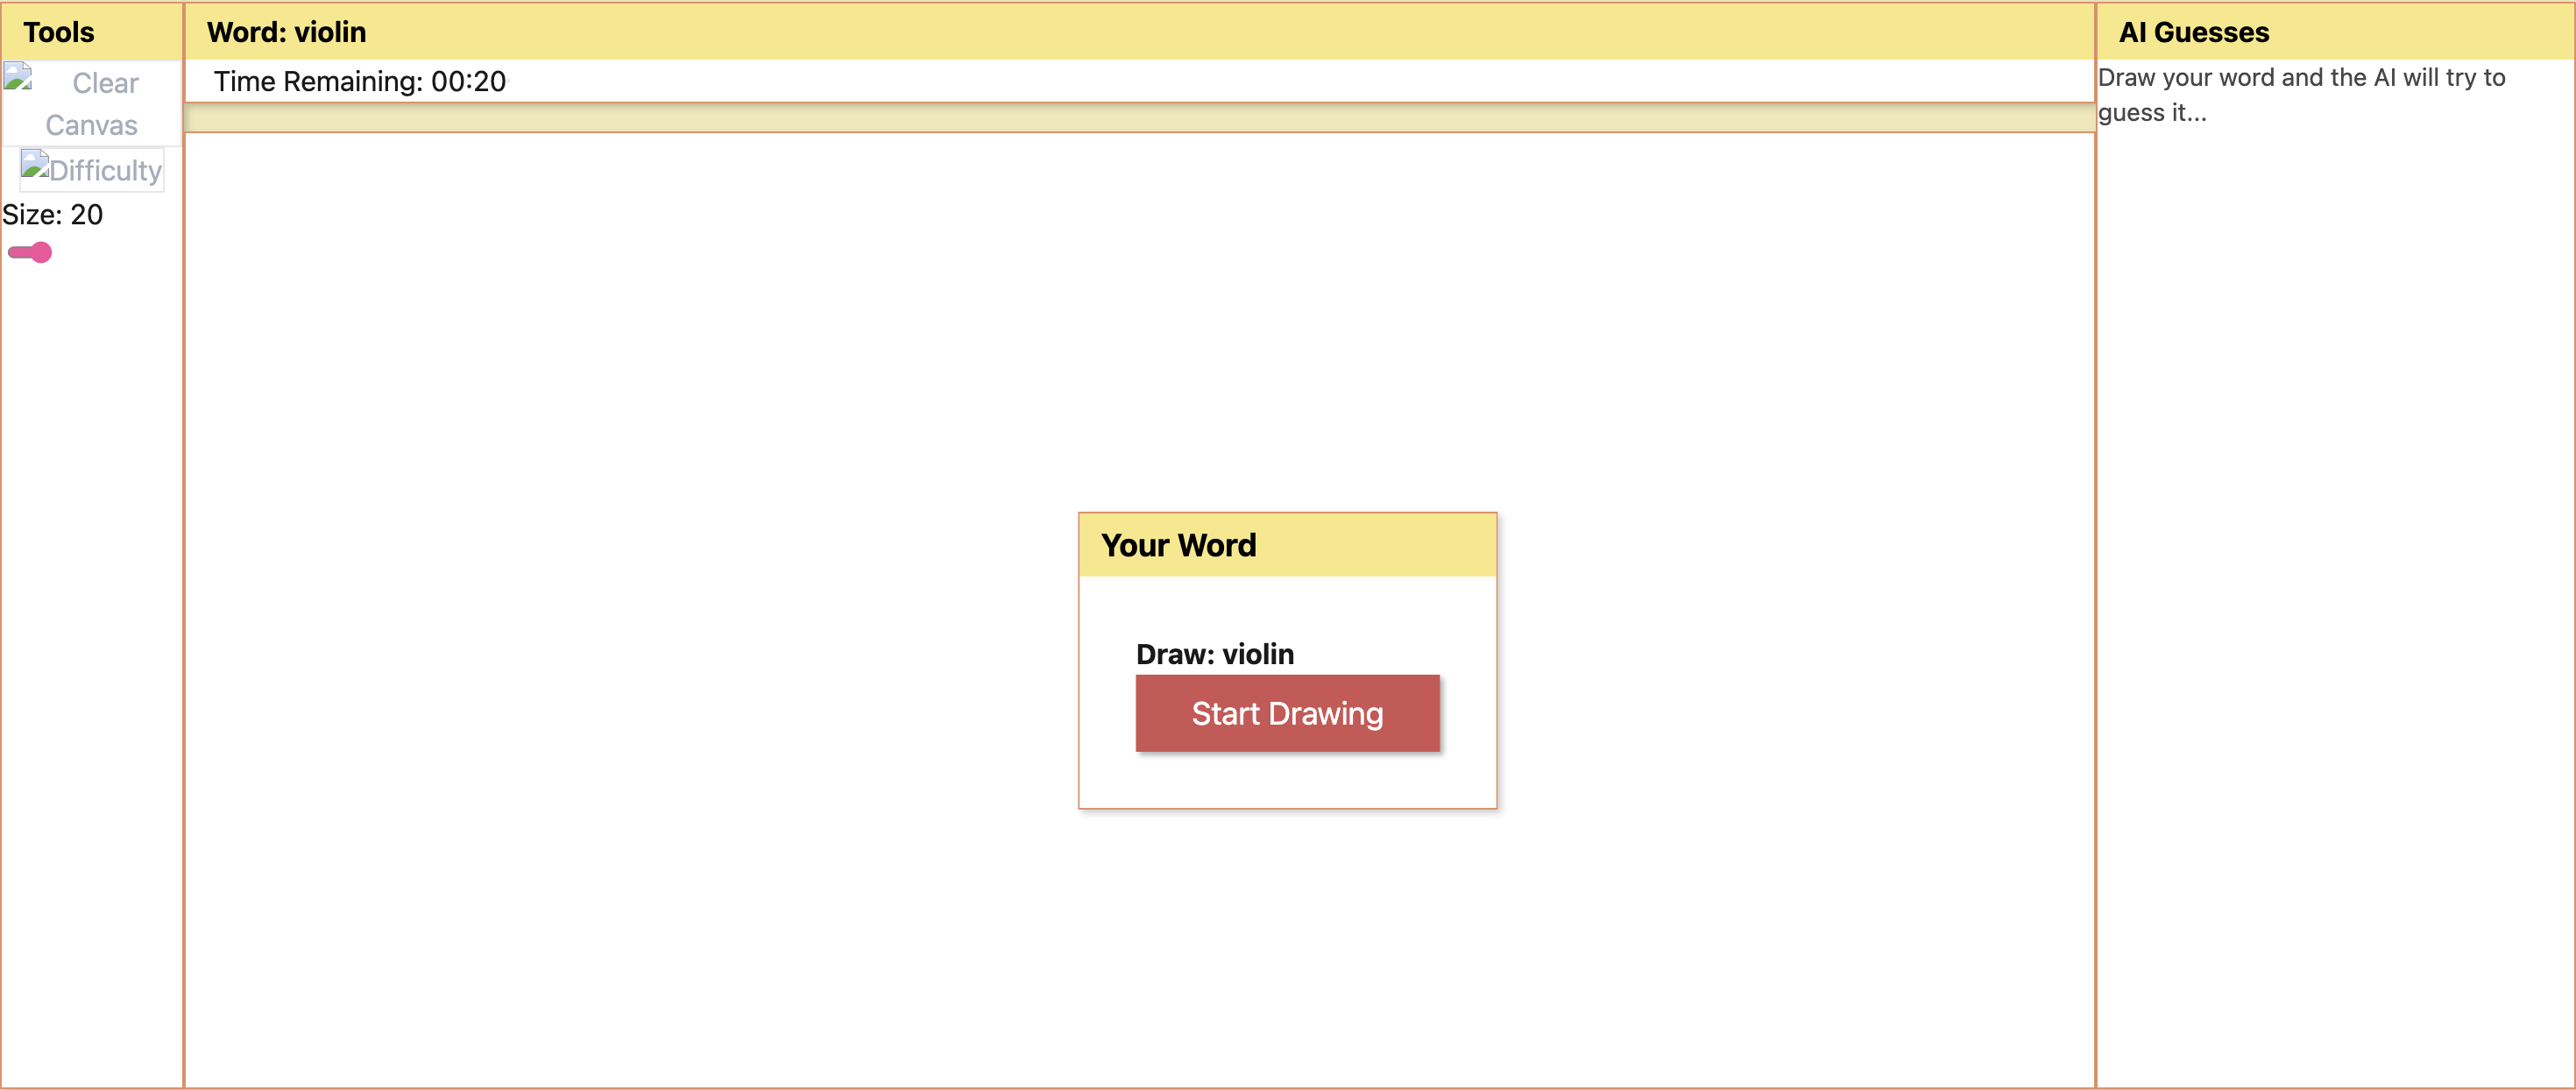 Tools
Clear
Canvas
Difficulty
Size: 20
Word: violin
Time Remaining: 00:20
Your Word
Draw: violin
Start Drawing
AI Guesses
Draw your word and the AI will try to
guess it...